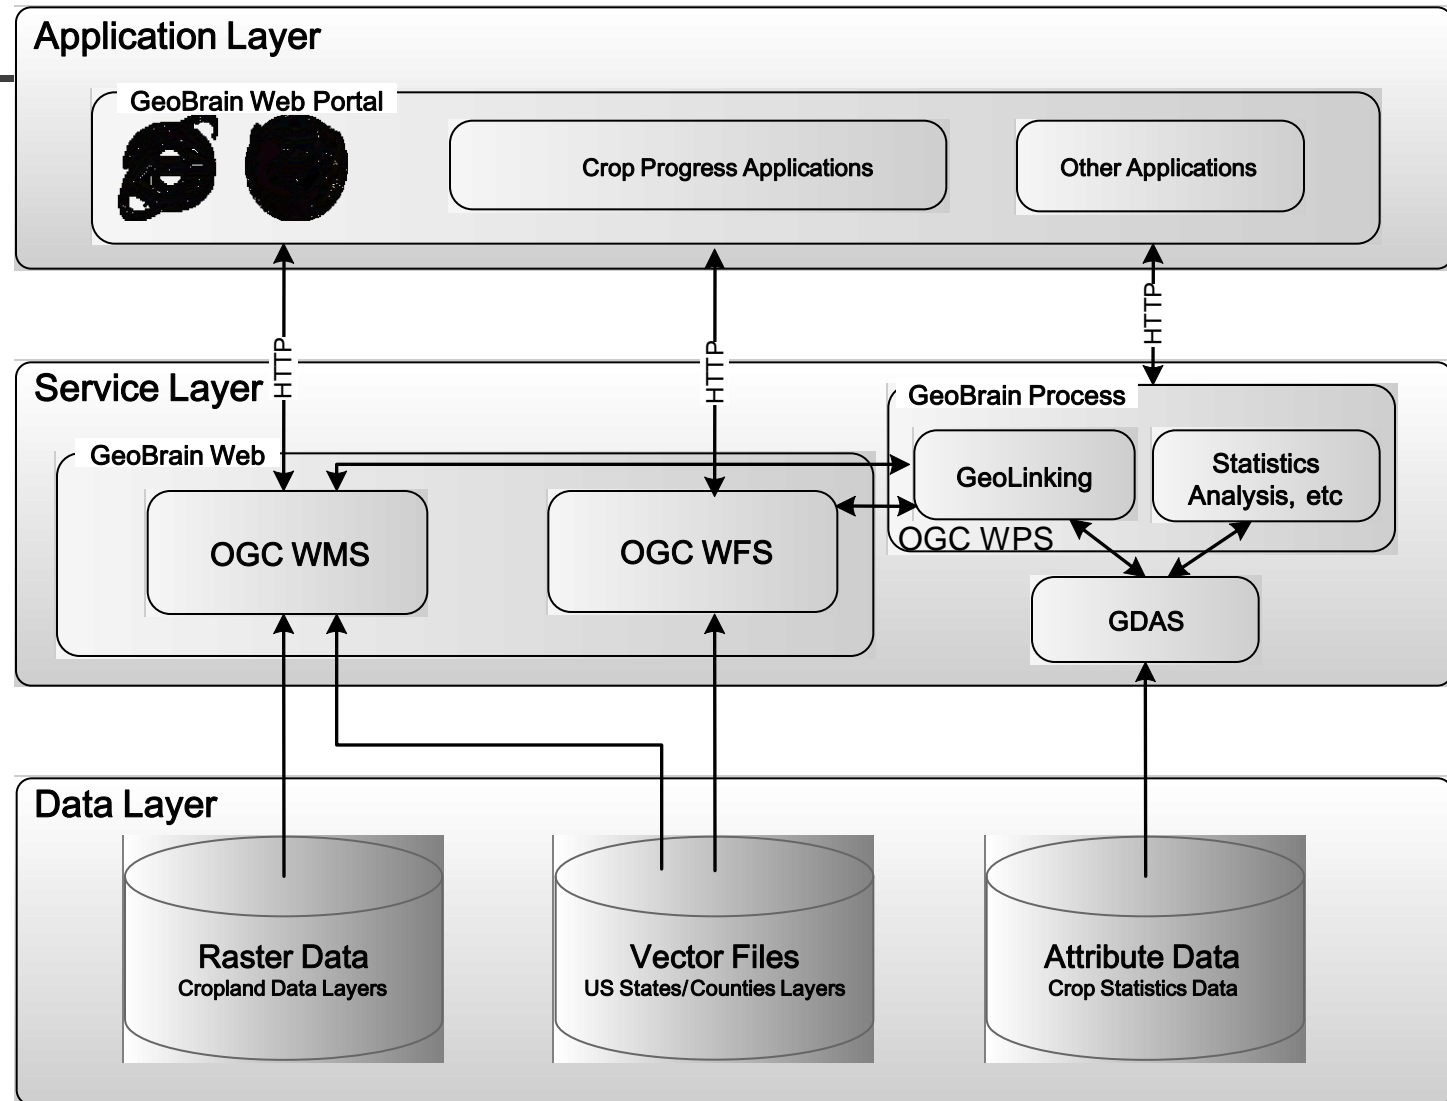 Application Layer
GeoBrain Web Portal
Crop Progress Applications
Other Applications
HTTP
HTTP
HTTP
Service Layer
GeoBrain Process
GeoBrain Web
GeoLinking
Statistics
Analysis, etc
OGC WMS
OGC WFS
OGC WPS
GDAS
Data Layer
Raster Data
Cropland Data Layers
Vector Files
US States/Counties Layers
Attribute Data
Crop Statistics Data